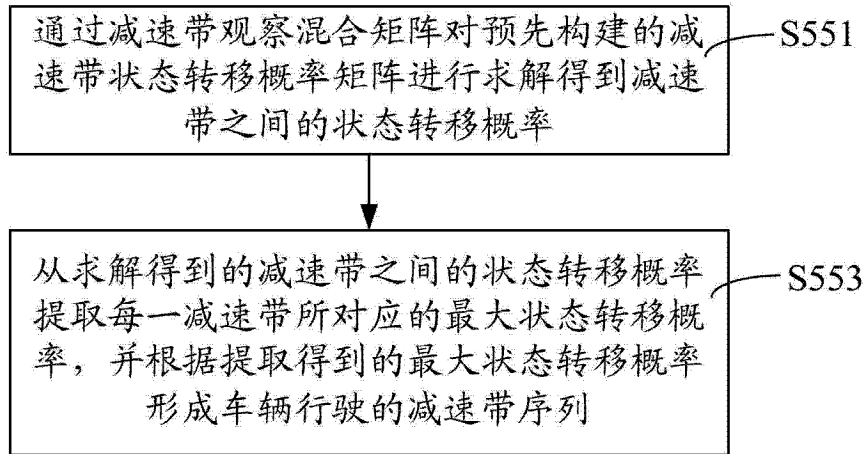 通过减速带观察混合矩阵对预先构建的减
速带状态转移概率矩阵进行求解得到减速
带之间的状态转移概率
S551
从求解得到的减速带之间的状态转移概率
提取每一减速带所对应的最大状态转移概
率，并根据提取得到的最大状态转移概率
形成车辆行驶的减速带序列
S553